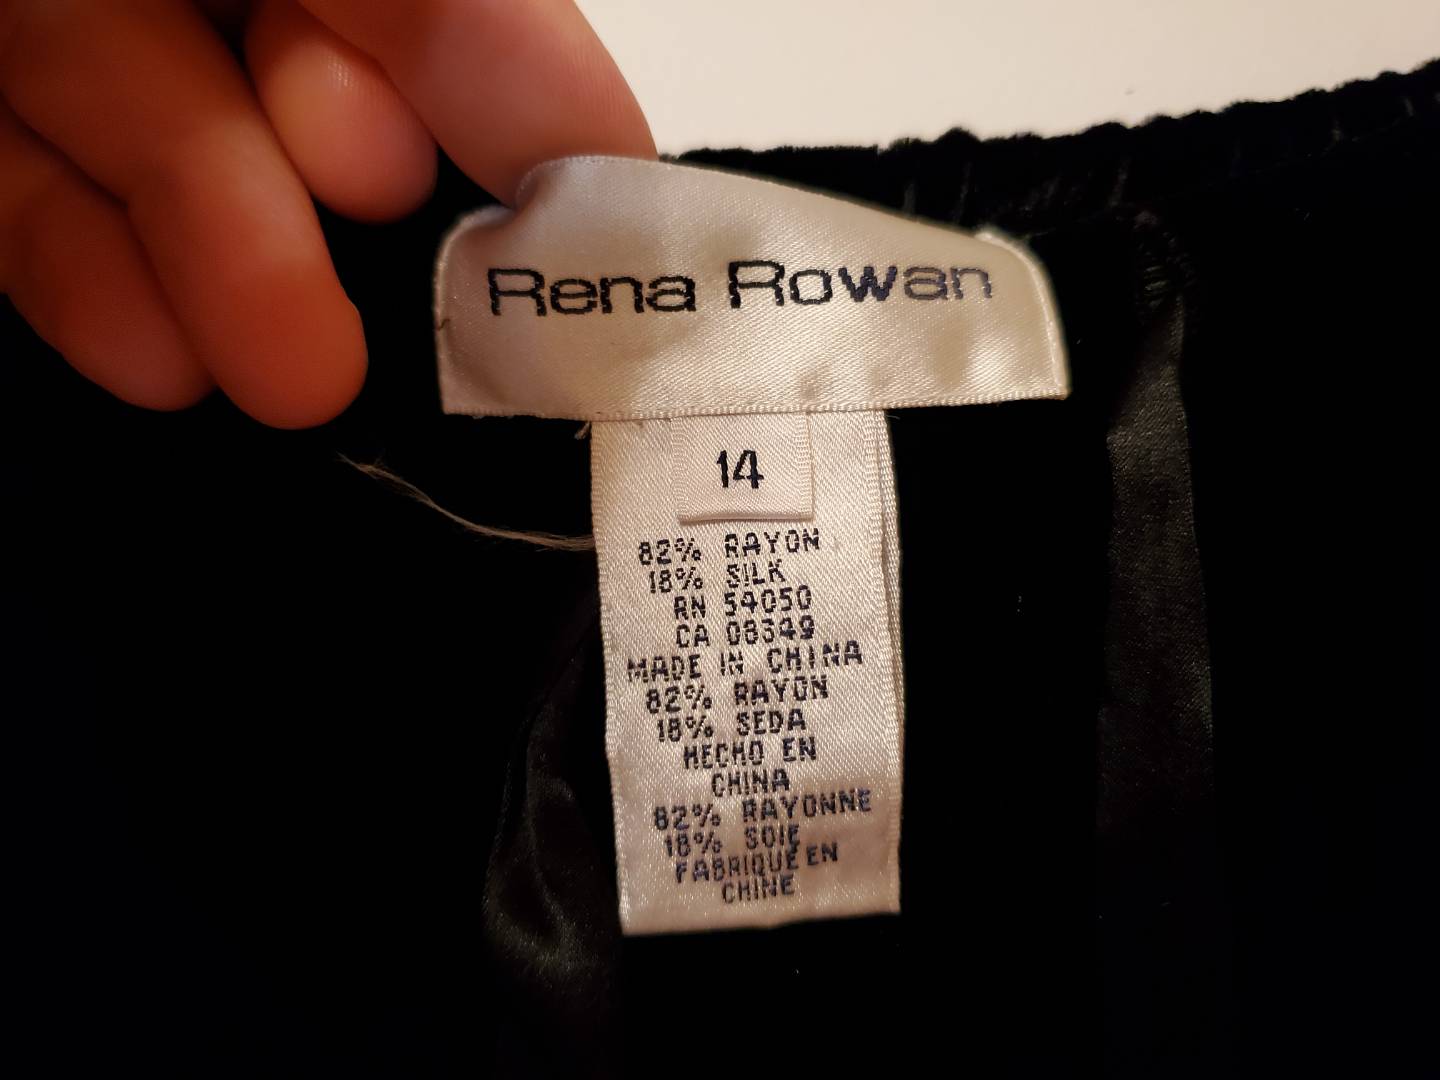 Rena Rowan
14
82% RAYON
18% SILK
RN 54050
CA 08349
MADE IN CHINA
82% RAYON
18% SEDA
HECHO EN
CHINA
82% RAYONNE
18% SOIE
FABRIQUÉ EN
CHINE